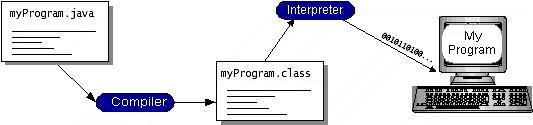 myProgram.java
Compiler
myProgram.class
Interpreter
0010110100...
My
Program